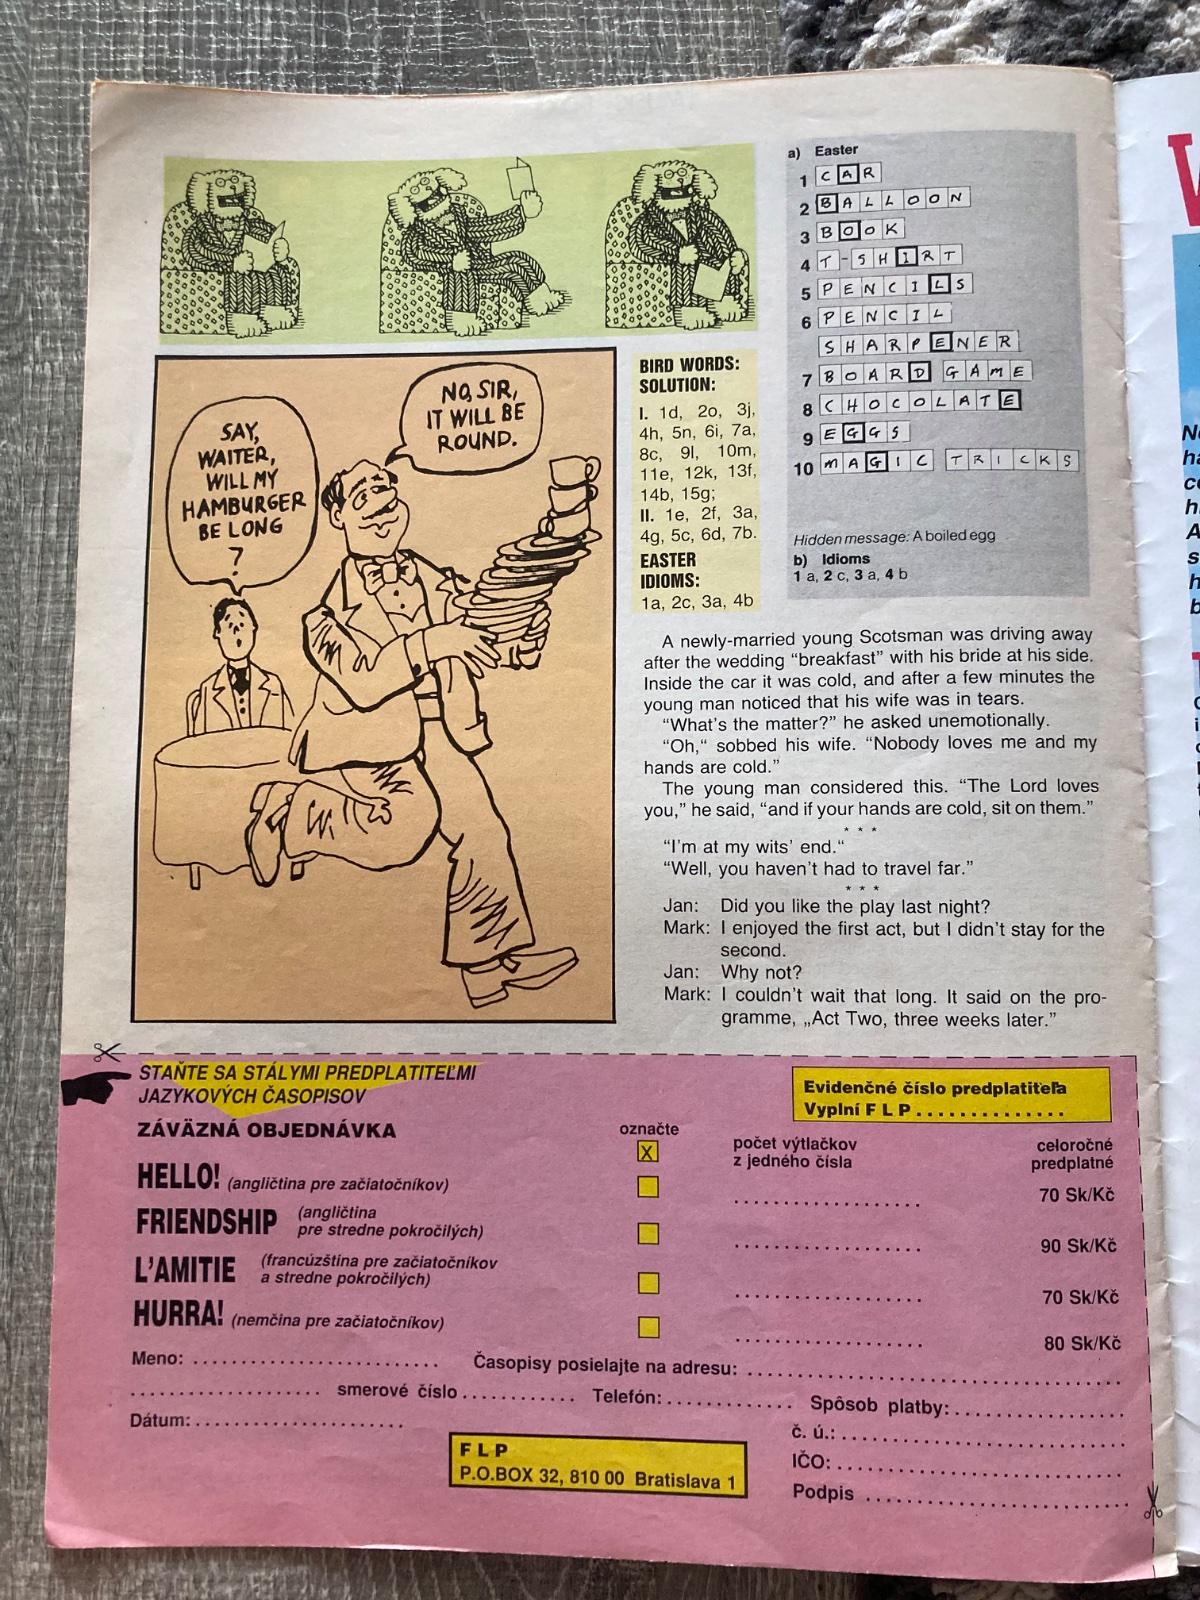 a) Easter
1 CAR
2 BALLOON
3 BOOK
4 T-SHIRT
5 PENCILS
6 PENCIL
SHARPENER
7 BOARD GAME
8 CHOCOLATE
9 EGGS
10 MAGIC TRICKS
Hidden message: A boiled egg
b) Idioms
1 a, 2 c, 3 a, 4 b
SAY,
WAITER,
WILL MY
HAMBURGER
BE LONG
?
NO, SIR,
IT WILL BE
ROUND.
BIRD WORDS:
SOLUTION:
I. 1d, 2o, 3j,
4h, 5n, 6i, 7a,
8c, 9l, 10m,
11e, 12k, 13f,
14b, 15g;
II. 1e, 2f, 3a,
4g, 5c, 6d, 7b.
EASTER
IDIOMS:
1a, 2c, 3a, 4b
A newly-married young Scotsman was driving away
after the wedding “breakfast” with his bride at his side.
Inside the car it was cold, and after a few minutes the
young man noticed that his wife was in tears.
“What's the matter?” he asked unemotionally.
“Oh,“ sobbed his wife. “Nobody loves me and my
hands are cold.”
The young man considered this. “The Lord loves
you,” he said, “and if your hands are cold, sit on them.”
* * *
“I'm at my wits' end.“
“Well, you haven't had to travel far.”
* * *
Jan: Did you like the play last night?
Mark: I enjoyed the first act, but I didn't stay for the
second.
Jan: Why not?
Mark: I couldn't wait that long. It said on the pro-
gramme, „Act Two, three weeks later.”
STAŇTE SA STÁLYMI PREDPLATITEĽMI
JAZYKOVÝCH ČASOPISOV
ZÁVÄZNÁ OBJEDNÁVKA
Evidenčné číslo predplatiteľa
Vyplní F L P ..............
označte
X
počet výtlačkov
z jedného čísla
celoročné
predplatné
HELLO! (angličtina pre začiatočníkov) .................... 70 Sk/Kč
FRIENDSHIP (angličtina
pre stredne pokročilých) .................... 90 Sk/Kč
L'AMITIE (francúzština pre začiatočníkov
a stredne pokročilých) .................... 70 Sk/Kč
HURRA! (nemčina pre začiatočníkov) .................... 80 Sk/Kč
Meno: .......................... Časopisy posielajte na adresu: ........................................
.................... smerové číslo ............ Telefón: .............. Spôsob platby: ..................
Dátum: ......................
č. ú.: ..............................
IČO: ..............................
Podpis ............................
F L P
P.O.BOX 32, 810 00 Bratislava 1